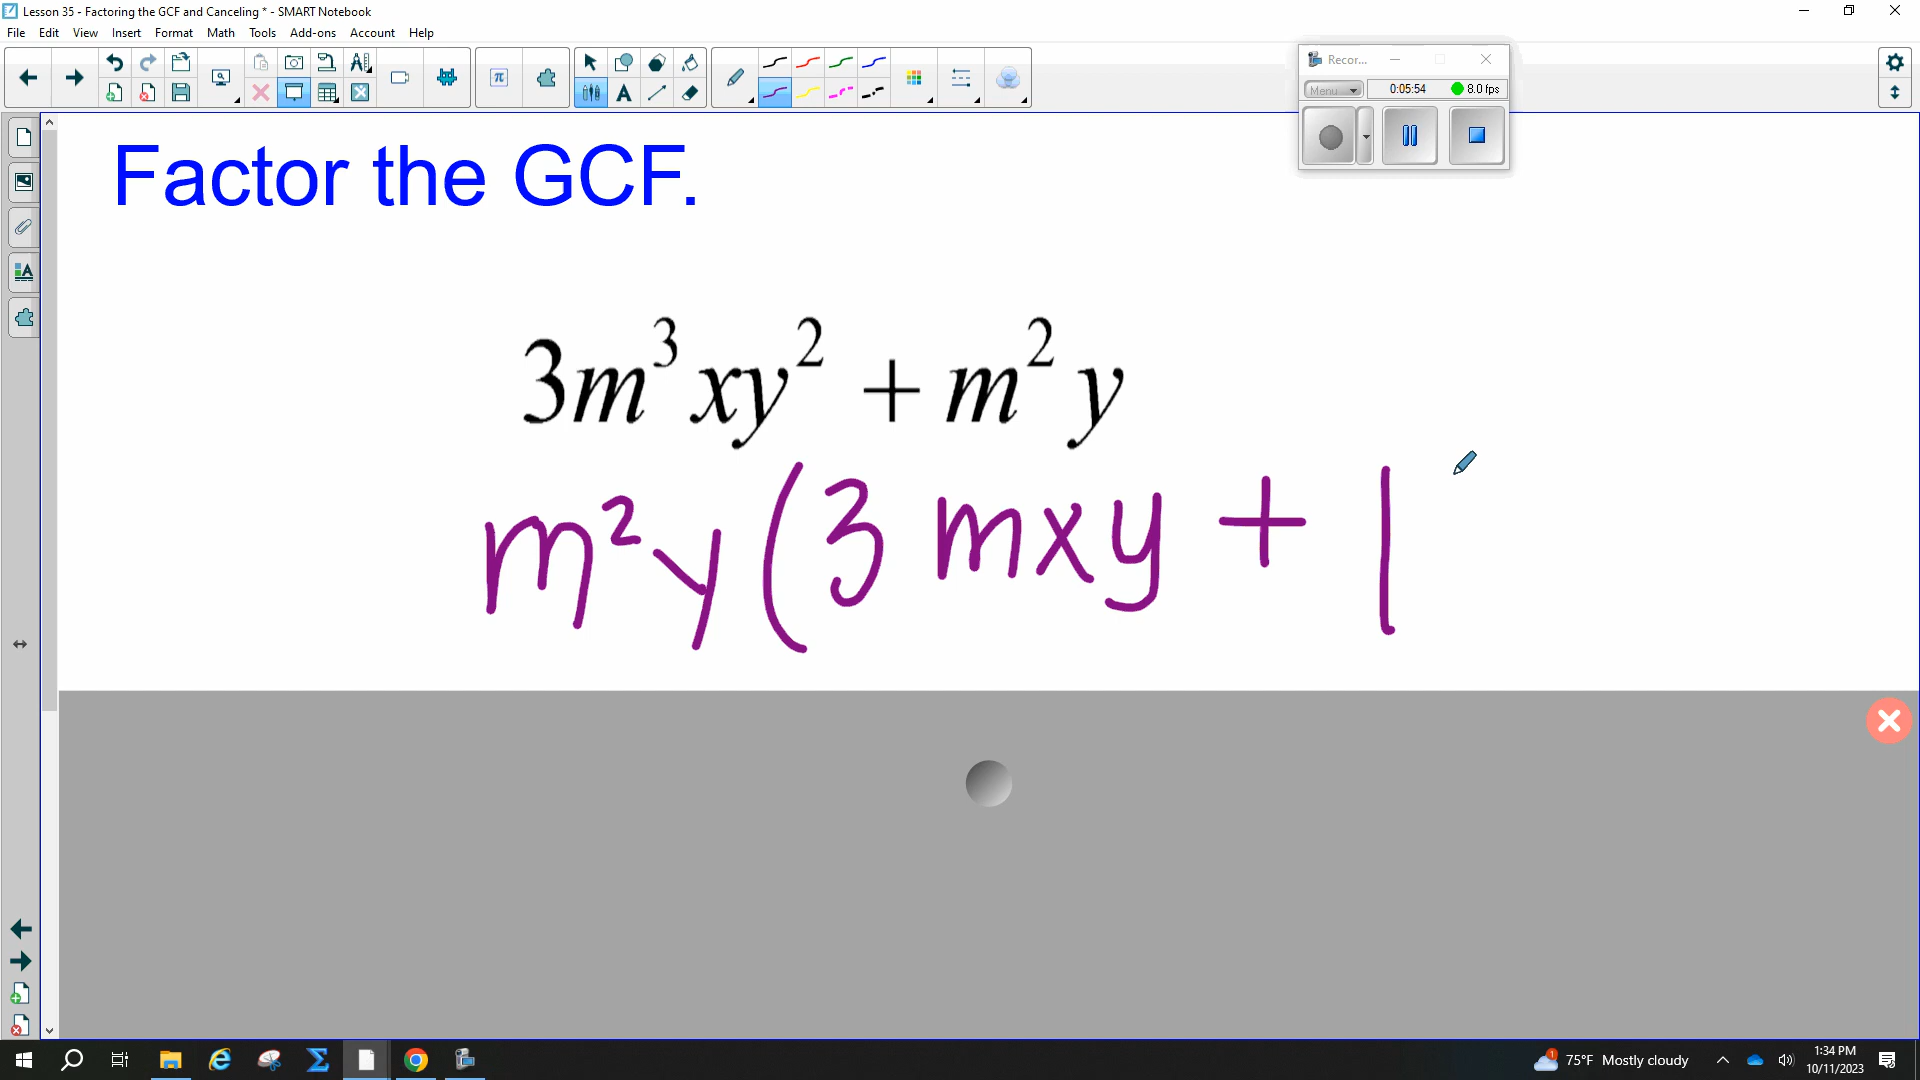 Lesson 35 - Factoring the GCF and Canceling * - SMART Notebook
File Edit View Insert Format Math Tools Add-ons Account Help
Recor...
Menu 0:05:54 8.0 fps
Factor the GCF.
3m³xy² + m²y
m²y(3mxy + 1
75°F Mostly cloudy
1:34 PM
10/11/2023